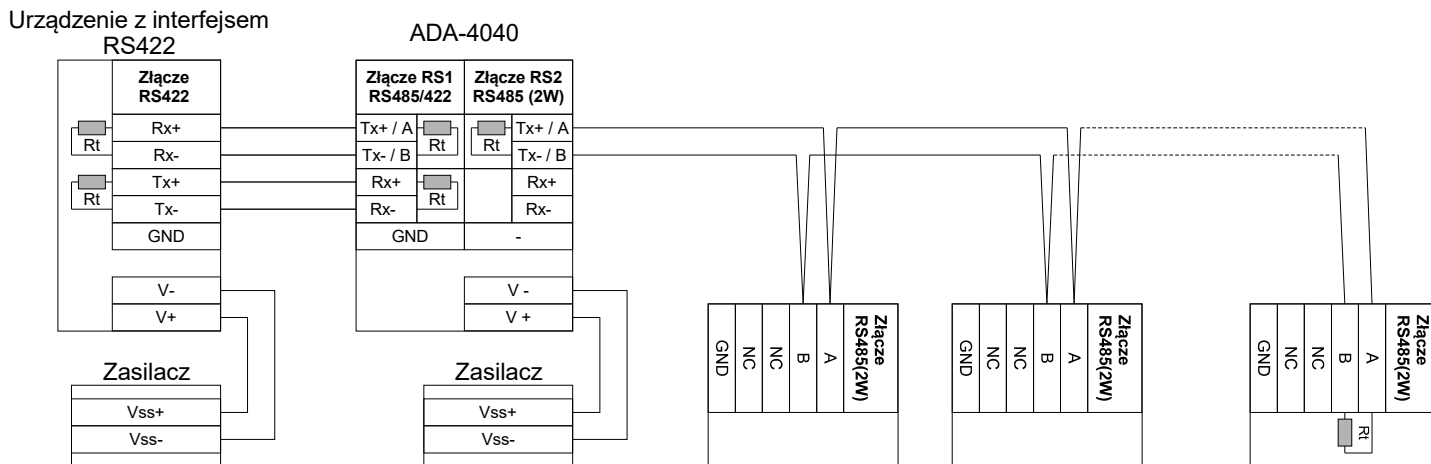 Urządzenie z interfejsem
RS422
Złącze
RS422
Rx+
Rx-
Tx+
Tx-
GND
V-
V+
Rt
Rt
Zasilacz
Vss+
Vss-
ADA-4040
Złącze RS1
RS485/422
Złącze RS2
RS485 (2W)
Tx+ / A
Tx- / B
Rx+
Rx-
GND
Rt
Rt
Rt
Tx+ / A
Tx- / B
Rx+
Rx-
-
V -
V +
Zasilacz
Vss+
Vss-
Złącze
RS485(2W)
A
B
NC
NC
GND
Złącze
RS485(2W)
A
B
NC
NC
GND
Złącze
RS485(2W)
A
B
NC
NC
GND
Rt